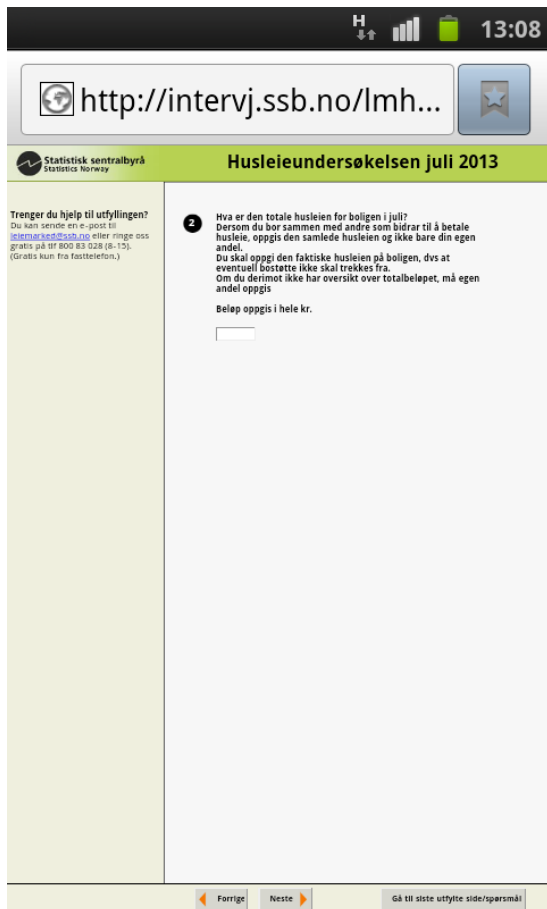 H
13:08
http://intervj.ssb.no/lmh...
Statistisk sentralbyrå
Statistics Norway
Husleieundersøkelsen juli 2013
Trenger du hjelp til utfyllingen?
Du kan sende en e-post til
leiemarked@ssb.no eller ringe oss
gratis på tlf 800 83 028 (8-15).
(Gratis kun fra fasttelefon.)
2
Hva er den totale husleien for boligen i juli?
Dersom du bor sammen med andre som bidrar til å betale
husleie, oppgis den samlede husleien og ikke bare din egen
andel.
Du skal oppgi den faktiske husleien på boligen, dvs at
eventuell bostøtte ikke skal trekkes fra.
Om du derimot ikke har oversikt over totalbeløpet, må egen
andel oppgis
Beløp oppgis i hele kr.
Forrige
Neste
Gå til siste utfylte side/spørsmål